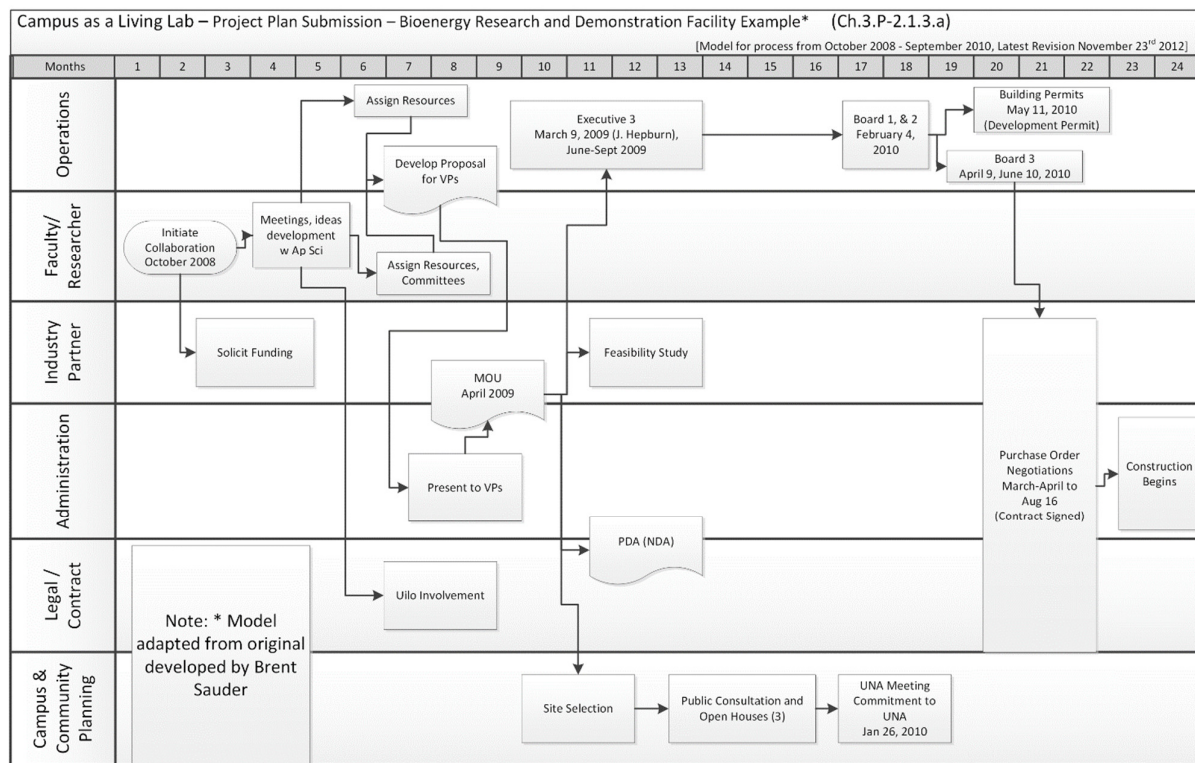 Campus as a Living Lab – Project Plan Submission – Bioenergy Research and Demonstration Facility Example* (Ch.3.P-2.1.3.a)
[Model for process from October 2008 - September 2010, Latest Revision November 23rd 2012]
Months 1 2 3 4 5 6 7 8 9 10 11 12 13 14 15 16 17 18 19 20 21 22 23 24
Operations
Assign Resources
Develop Proposal
for VPs
Executive 3
March 9, 2009 (J. Hepburn),
June-Sept 2009
Board 1, & 2
February 4,
2010
Building Permits
May 11, 2010
(Development Permit)
Board 3
April 9, June 10, 2010
Faculty/
Researcher
Initiate
Collaboration
October 2008
Meetings, ideas
development
w Ap Sci
Assign Resources,
Committees
Industry
Partner
Solicit Funding
MOU
April 2009
Feasibility Study
Administration
Present to VPs
Purchase Order
Negotiations
March-April to
Aug 16
(Contract Signed)
Construction
Begins
Legal /
Contract
PDA (NDA)
Uilo Involvement
Note: * Model
adapted from original
developed by Brent
Sauder
Campus &
Community
Planning
Site Selection
Public Consultation and
Open Houses (3)
UNA Meeting
Commitment to
UNA
Jan 26, 2010